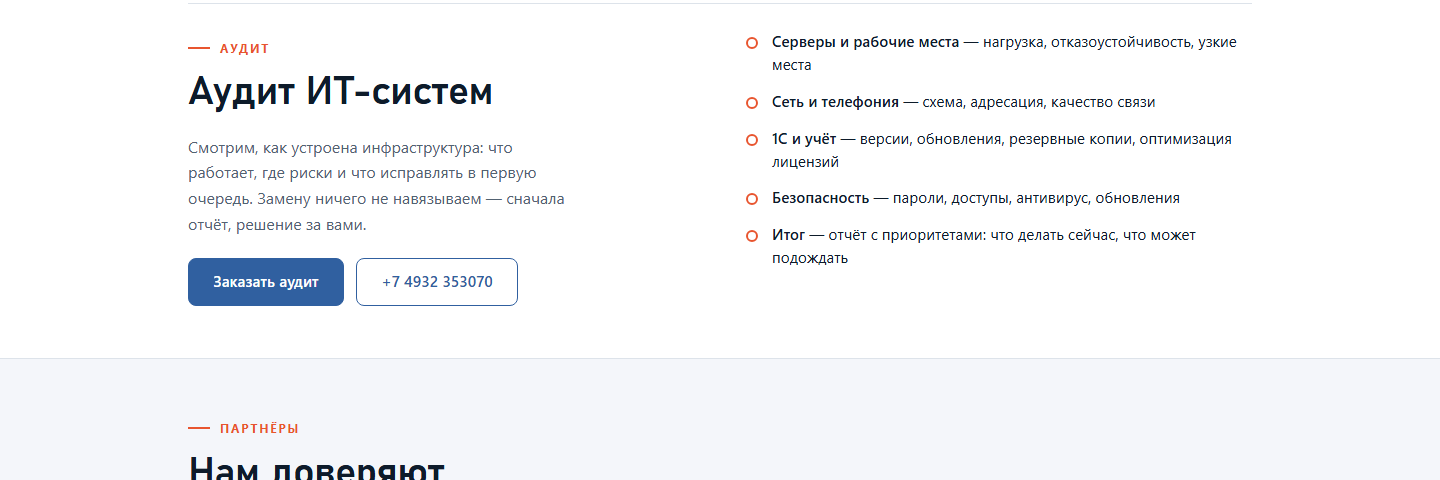 АУДИТ
Аудит ИТ-систем
Смотрим, как устроена инфраструктура: что
работает, где риски и что исправлять в первую
очередь. Замену ничего не навязываем — сначала
отчёт, решение за вами.
Заказать аудит
+7 4932 353070
Серверы и рабочие места — нагрузка, отказоустойчивость, узкие
места
Сеть и телефония — схема, адресация, качество связи
1С и учёт — версии, обновления, резервные копии, оптимизация
лицензий
Безопасность — пароли, доступы, антивирус, обновления
Итог — отчёт с приоритетами: что делать сейчас, что может
подождать
ПАРТНЁРЫ
Нам доверяют